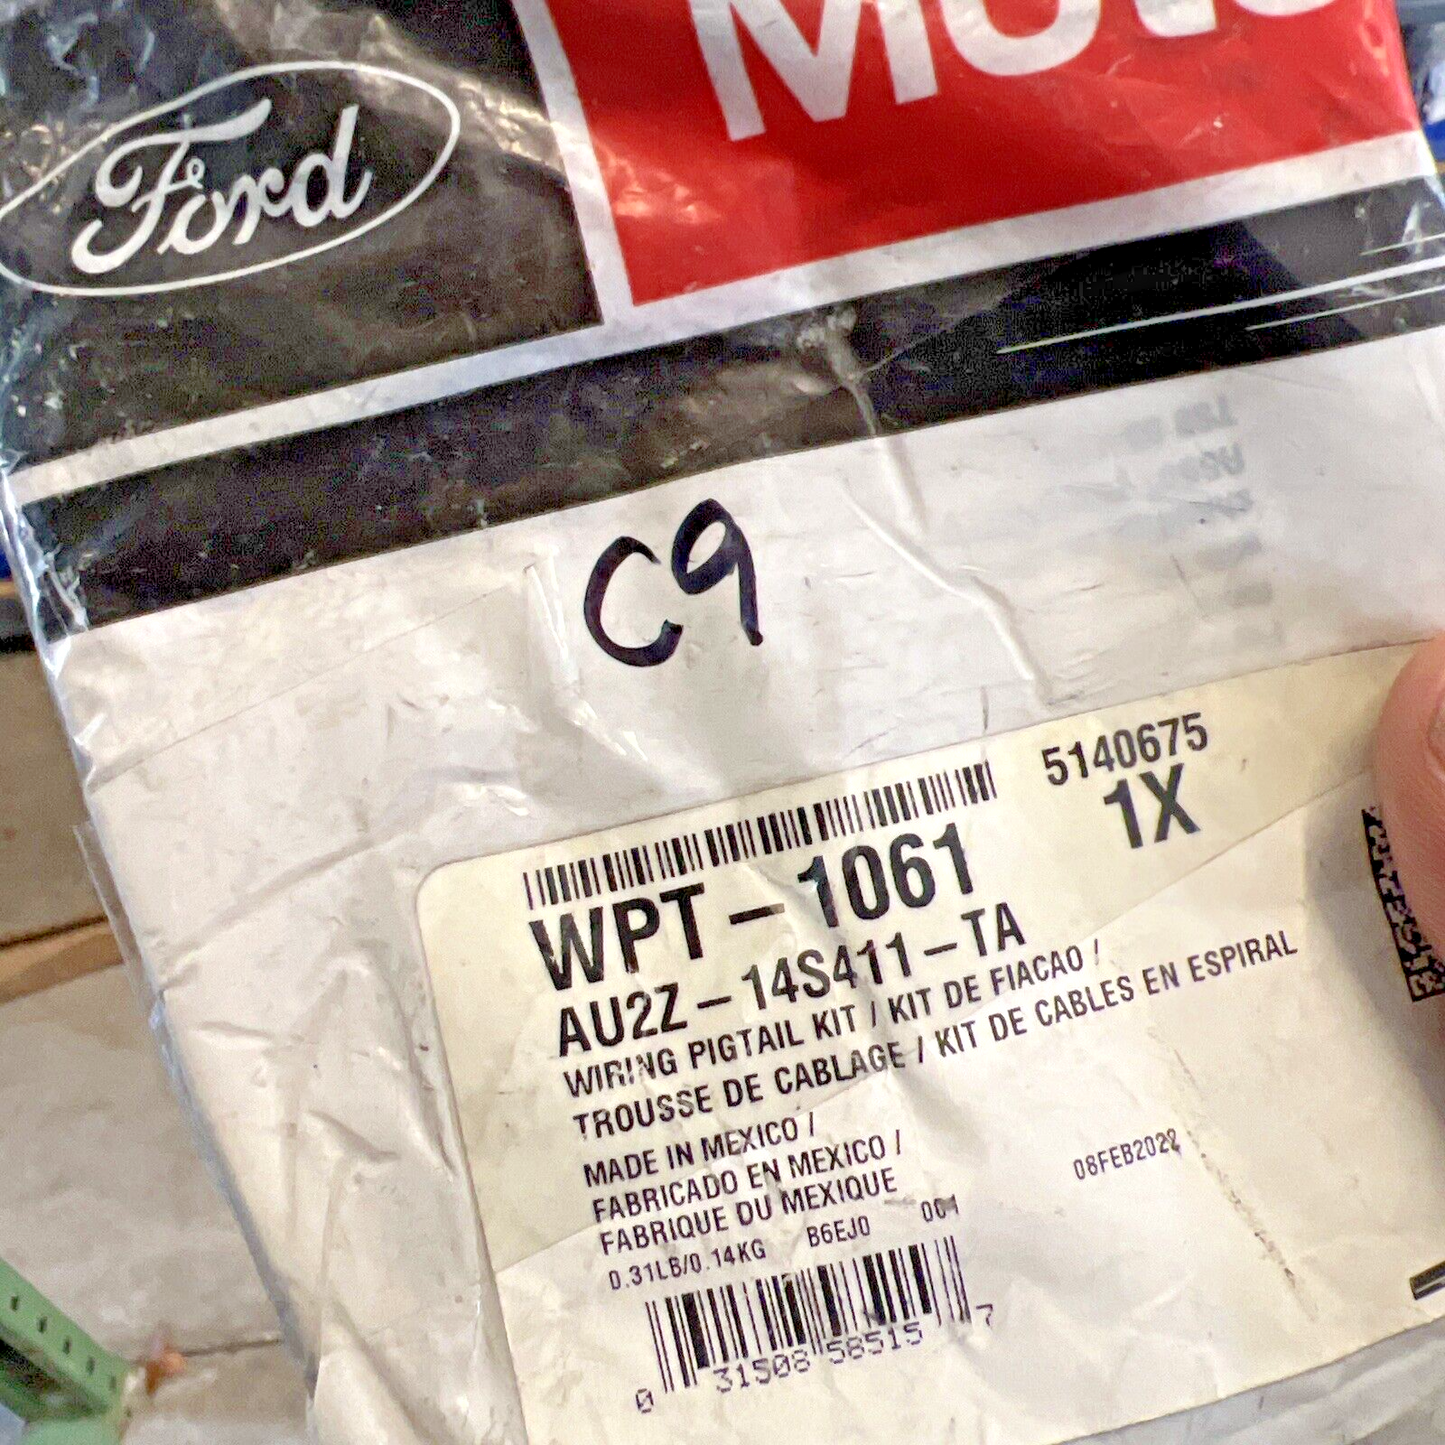 Ford
C9
5140675
1X
WPT-1061
AU2Z-14S411-TA
WIRING PIGTAIL KIT / KIT DE FIACAO /
TROUSSE DE CABLAGE / KIT DE CABLES EN ESPIRAL
MADE IN MEXICO /
FABRICADO EN MEXICO /
FABRIQUE DU MEXIQUE
08FEB2022
0.31LB/0.14KG B6EJ0 001
0 31508 58515 7